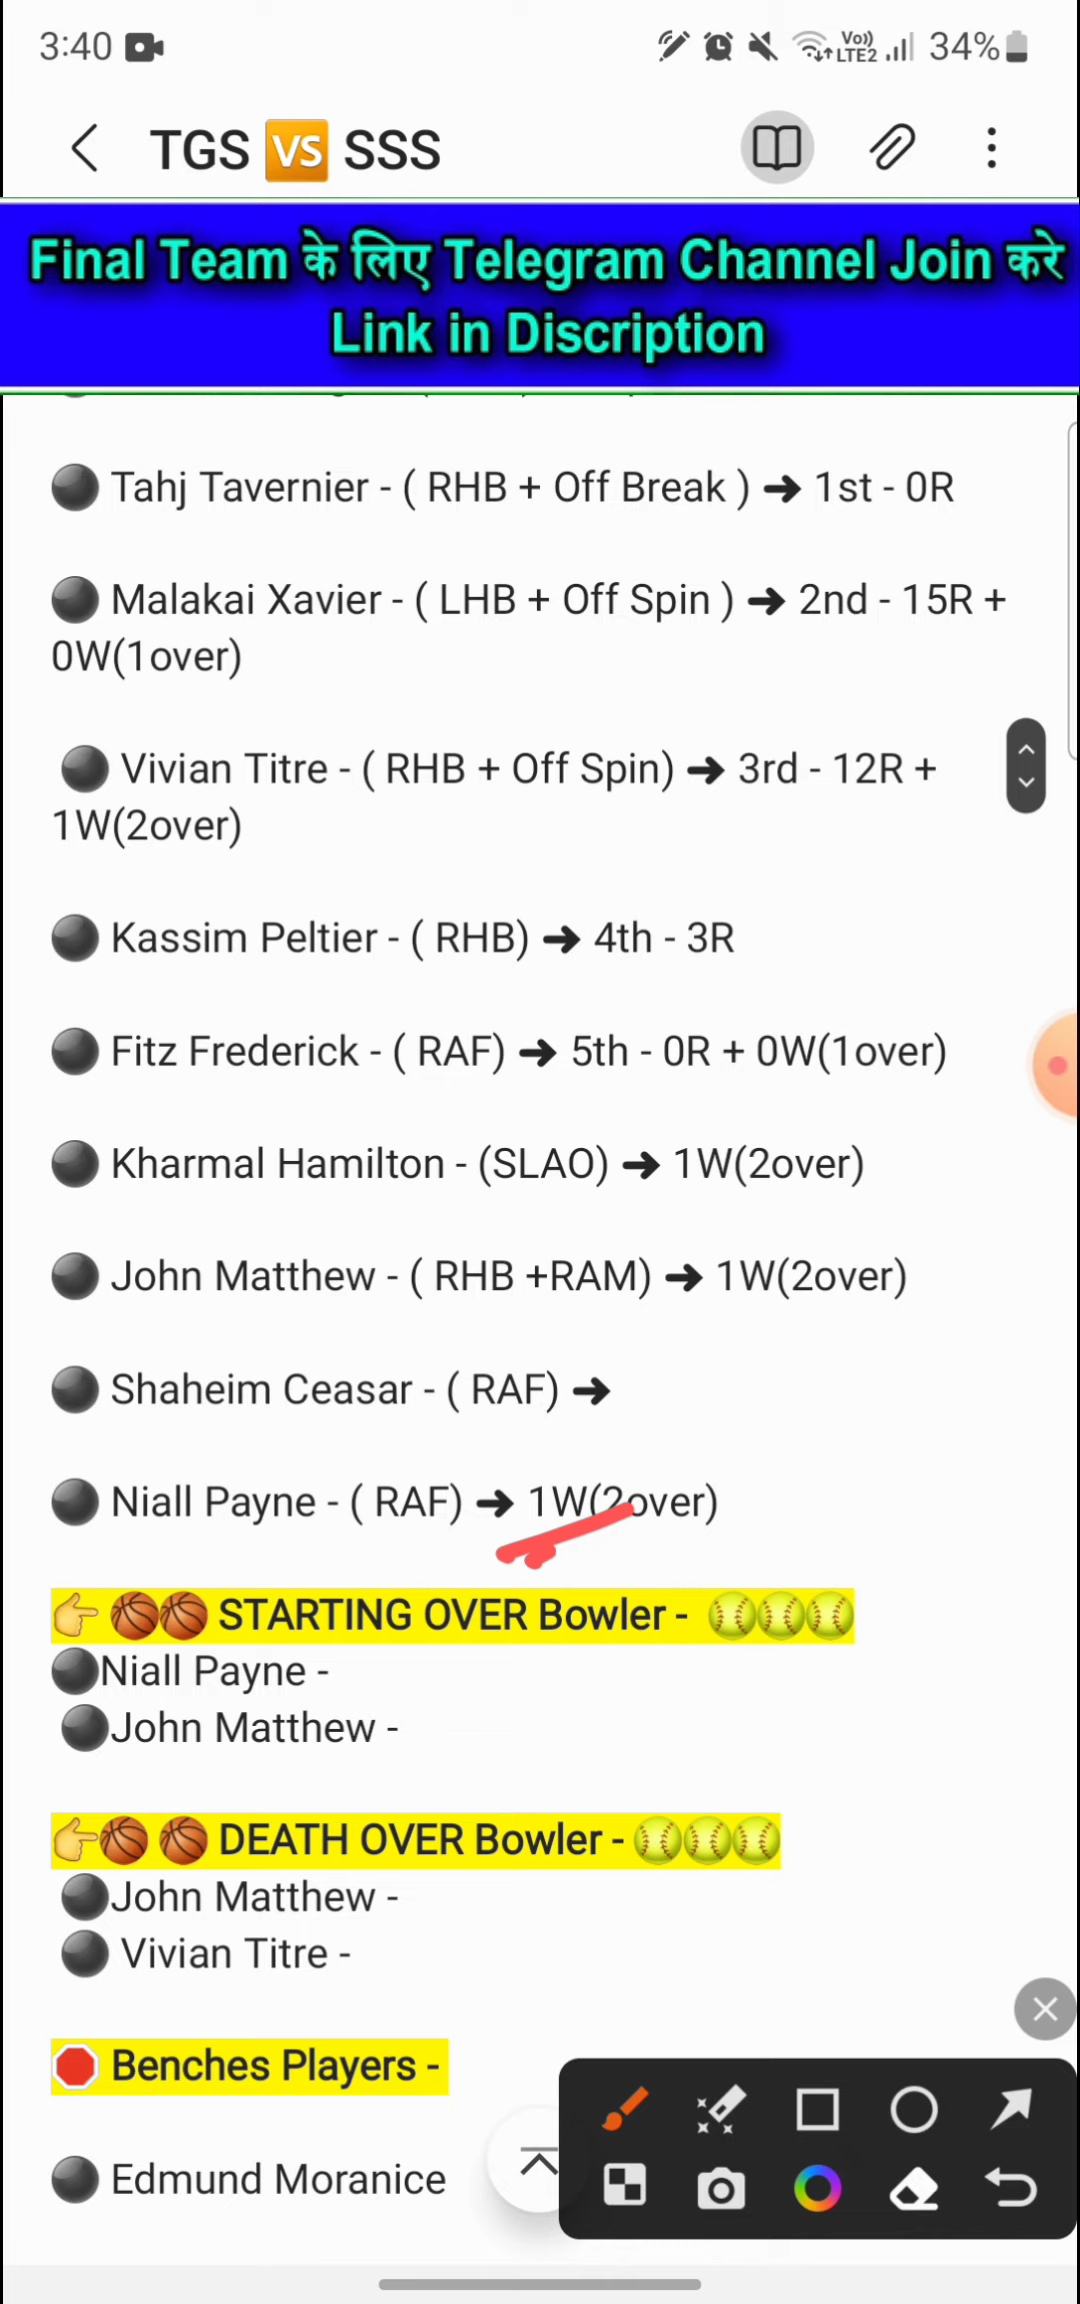 3:40 Vo)) LTE2 34%
TGS VS SSS
Final Team के लिए Telegram Channel Join करे
Link in Discription
Tahj Tavernier - ( RHB + Off Break ) ➔ 1st - 0R
Malakai Xavier - ( LHB + Off Spin ) ➔ 2nd - 15R +
0W(1over)
Vivian Titre - ( RHB + Off Spin) ➔ 3rd - 12R +
1W(2over)
Kassim Peltier - ( RHB) ➔ 4th - 3R
Fitz Frederick - ( RAF) ➔ 5th - 0R + 0W(1over)
Kharmal Hamilton - (SLAO) ➔ 1W(2over)
John Matthew - ( RHB +RAM) ➔ 1W(2over)
Shaheim Ceasar - ( RAF) ➔
Niall Payne - ( RAF) ➔ 1W(2over)
STARTING OVER Bowler -
Niall Payne -
John Matthew -
DEATH OVER Bowler -
John Matthew -
Vivian Titre -
Benches Players -
Edmund Moranice